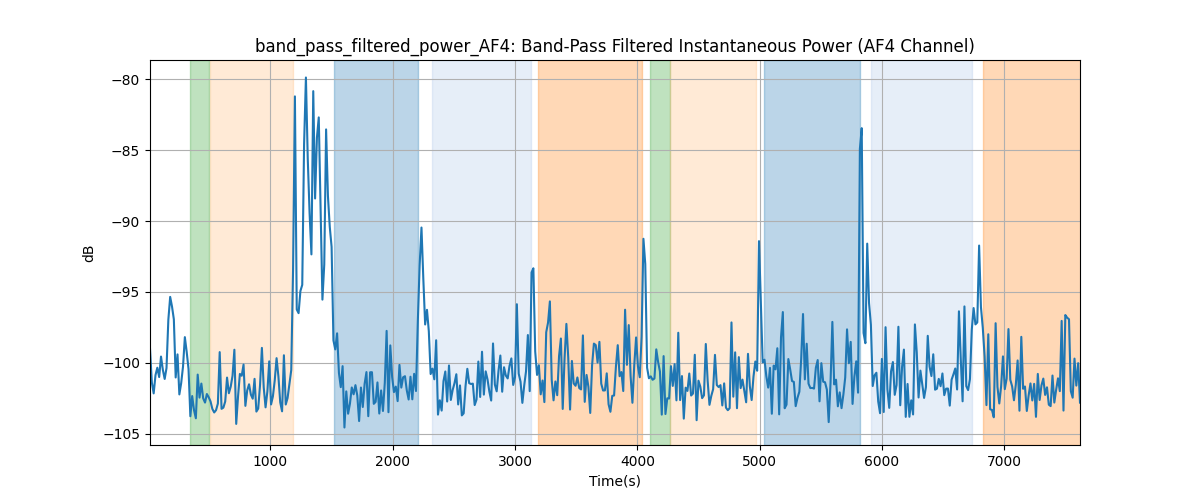 band_pass_filtered_power_AF4: Band-Pass Filtered Instantaneous Power (AF4 Channel)
−80
−85
−90
−95
−100
−105
dB
1000 2000 3000 4000 5000 6000 7000
Time(s)